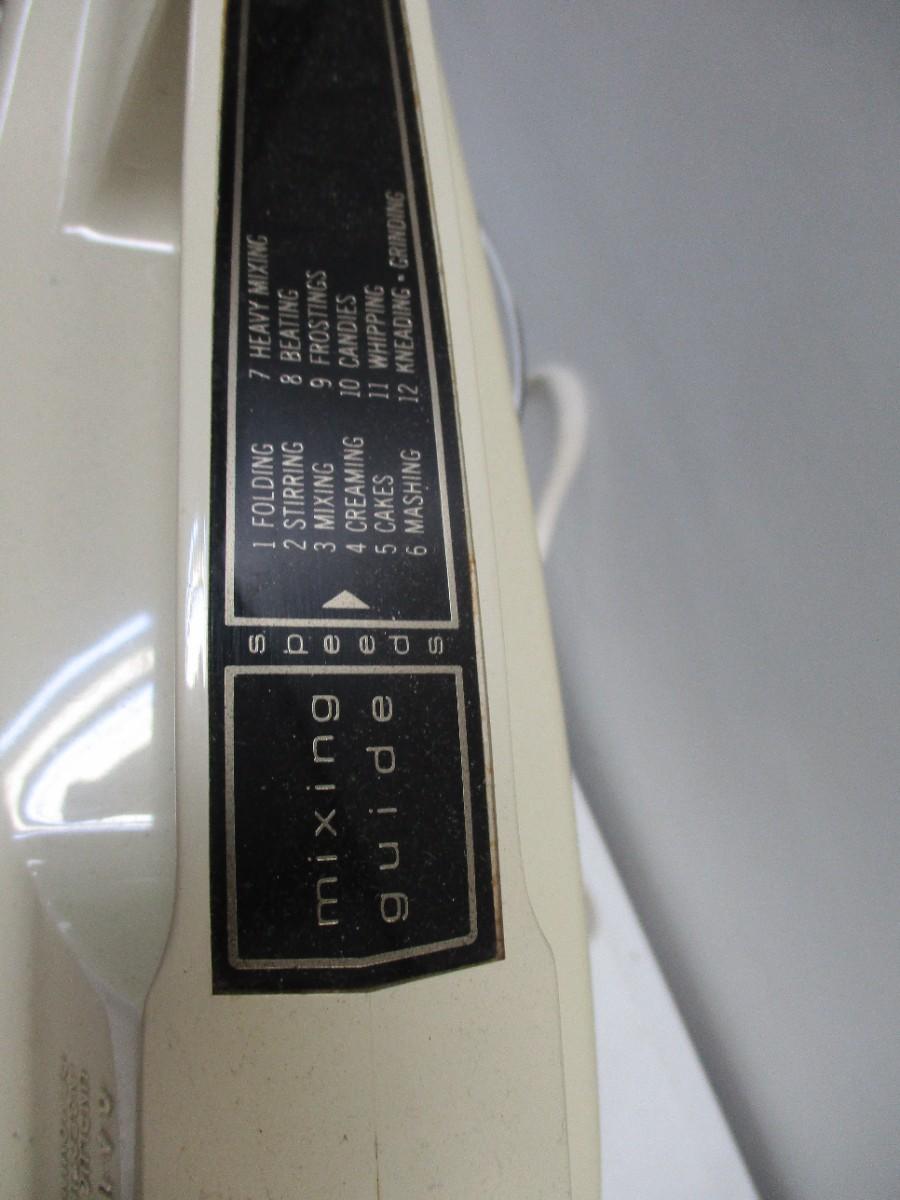 mixing
guide
speeds
1 FOLDING
2 STIRRING
3 MIXING
4 CREAMING
5 CAKES
6 MASHING
7 HEAVY MIXING
8 BEATING
9 FROSTINGS
10 CANDIES
11 WHIPPING
12 KNEADING • GRINDING